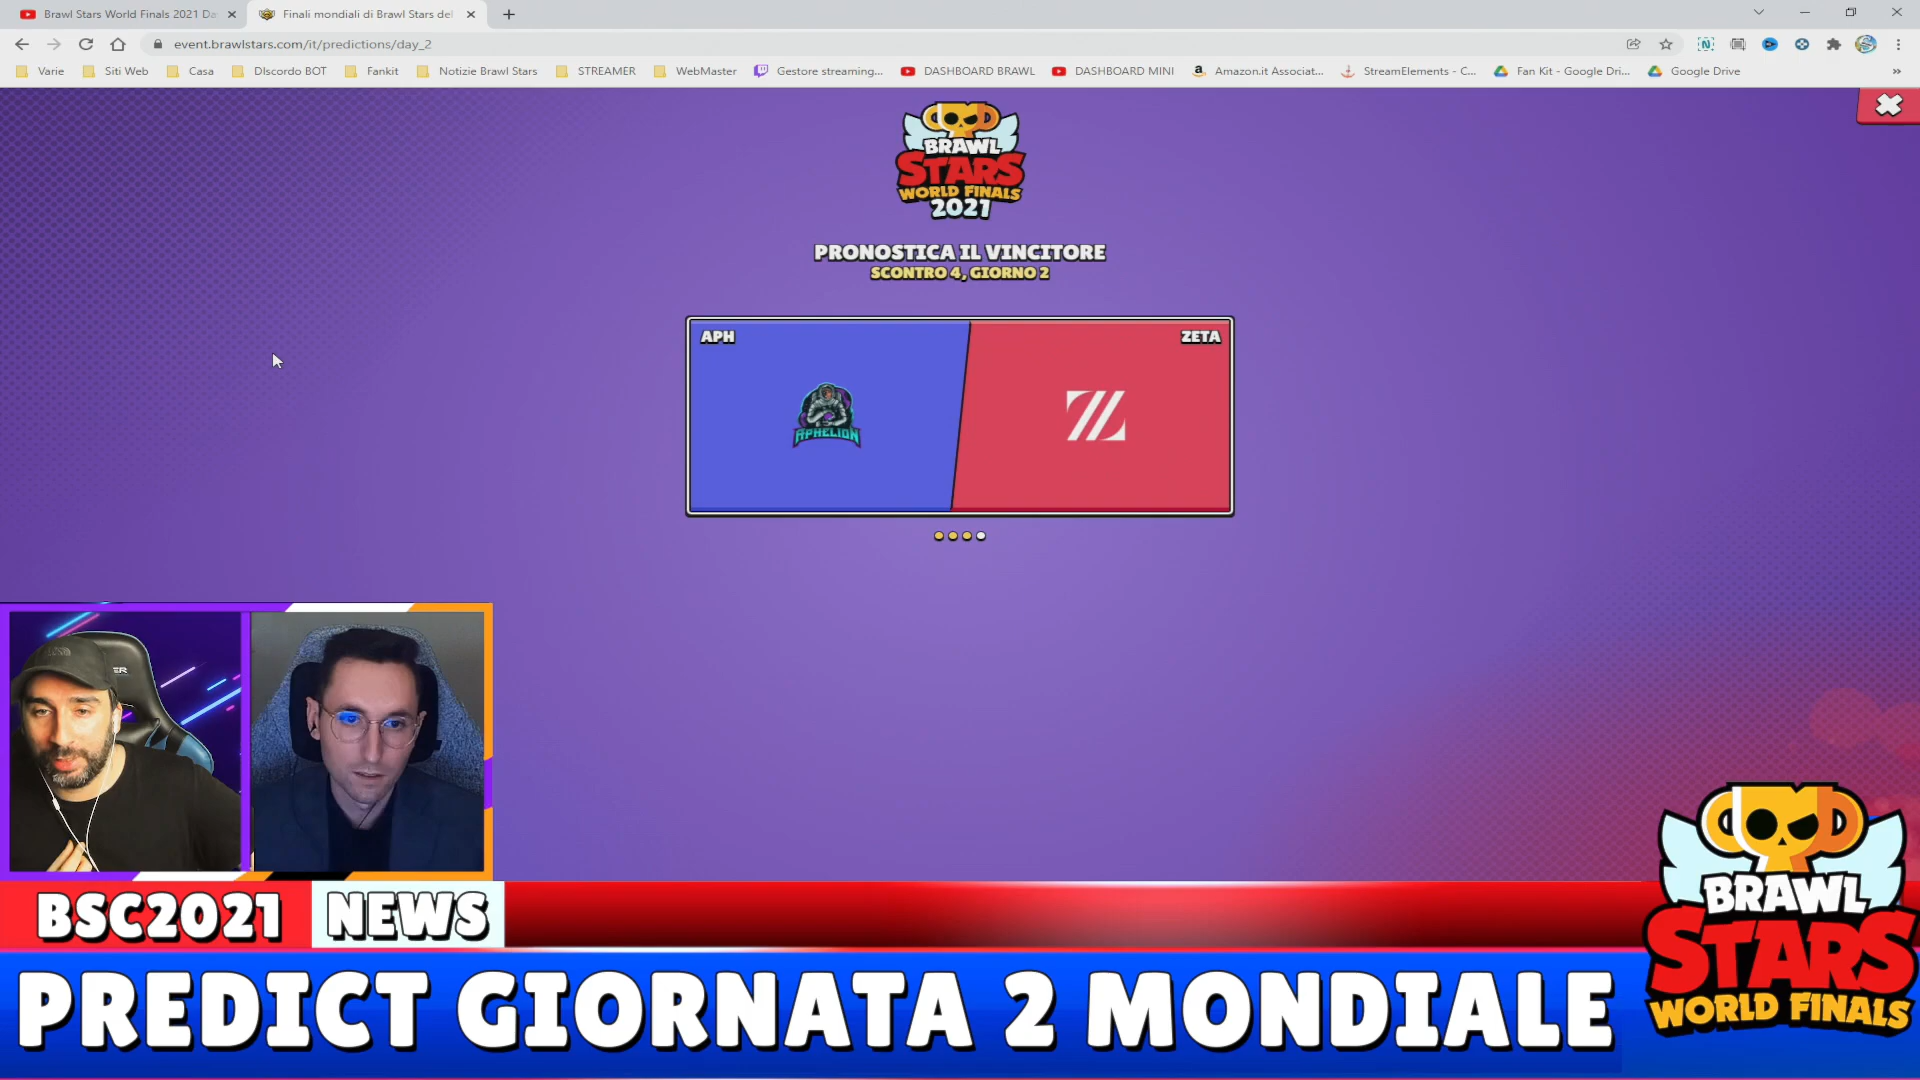 Brawl Stars World Finals 2021 Da
Finali mondiali di Brawl Stars del
event.brawlstars.com/it/predictions/day_2
Varie
Siti Web
Casa
DIscordo BOT
Fankit
Notizie Brawl Stars
STREAMER
WebMaster
Gestore streaming...
DASHBOARD BRAWL
DASHBOARD MINI
Amazon.it Associat...
StreamElements - C...
Fan Kit - Google Dri...
Google Drive
BRAWL
STARS
WORLD FINALS
2021
PRONOSTICA IL VINCITORE
SCONTRO 4, GIORNO 2
APH
ZETA
APHELION
BSC2021
NEWS
PREDICT GIORNATA 2 MONDIALE
BRAWL
STARS
WORLD FINALS